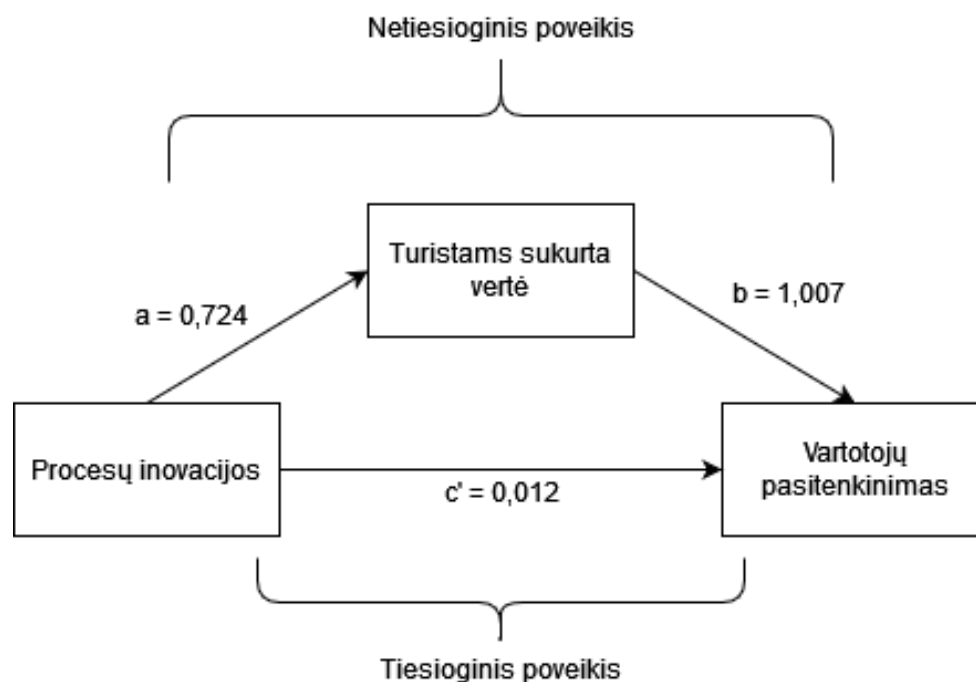 Netiesioginis poveikis
Turistams sukurta
vertė
a = 0,724
b = 1,007
Procesų inovacijos
c' = 0,012
Vartotojų
pasitenkinimas
Tiesioginis poveikis